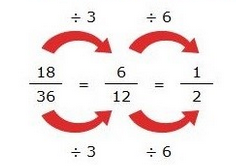 ÷ 3 ÷ 6
18/36 = 6/12 = 1/2
÷ 3 ÷ 6